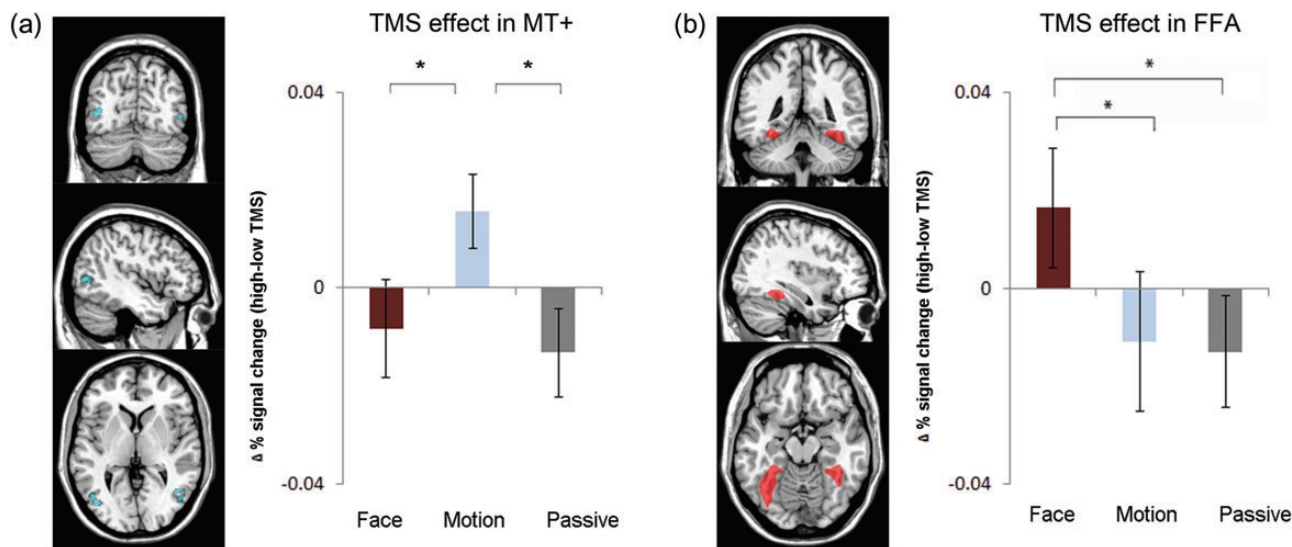 (a)
TMS effect in MT+
* *
0.04
0
-0.04
Δ % signal change (high-low TMS)
Face Motion Passive
(b)
TMS effect in FFA
*
*
0.04
0
-0.04
Δ % signal change (high-low TMS)
Face Motion Passive